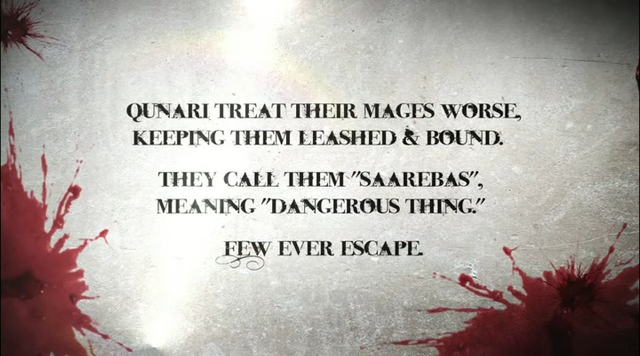 QUNARI TREAT THEIR MAGES WORSE,
KEEPING THEM LEASHED & BOUND.
THEY CALL THEM "SAAREBAS",
MEANING "DANGEROUS THING."
FEW EVER ESCAPE.